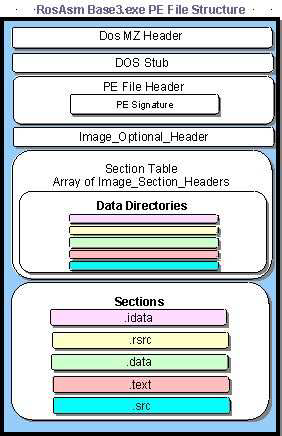 RosAsm Base3.exe PE File Structure
Dos MZ Header
DOS Stub
PE File Header
PE Signature
Image_Optional_Header
Section Table
Array of Image_Section_Headers
Data Directories
Sections
.idata
.rsrc
.data
.text
.src